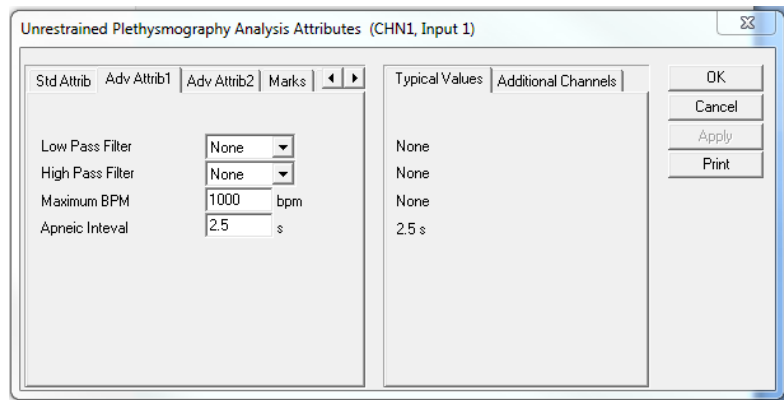 Unrestrained Plethysmography Analysis Attributes (CHN1, Input 1)
Std Attrib Adv Attrib1 Adv Attrib2 Marks
Low Pass Filter None
High Pass Filter None
Maximum BPM 1000 bpm
Apneic Inteval 2.5 s
Typical Values Additional Channels
None
None
None
2.5 s
OK
Cancel
Apply
Print